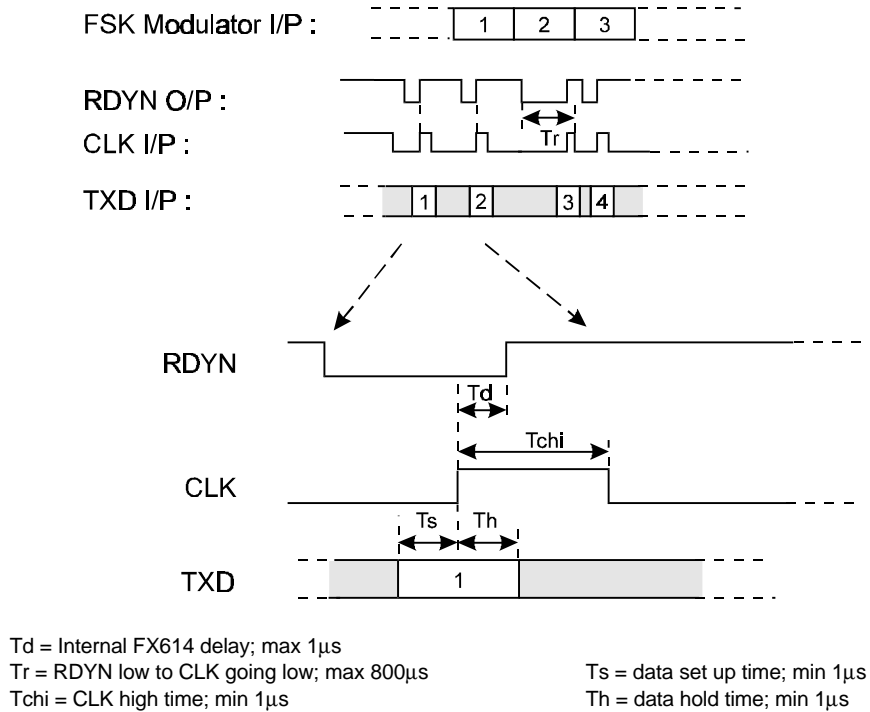 FSK Modulator I/P :
1 2 3
RDYN O/P :
Tr
CLK I/P :
TXD I/P :
1 2 3 4
RDYN
Td
Tchi
CLK
Ts Th
TXD
1
Td = Internal FX614 delay; max 1µs
Tr = RDYN low to CLK going low; max 800µs
Tchi = CLK high time; min 1µs
Ts = data set up time; min 1µs
Th = data hold time; min 1µs